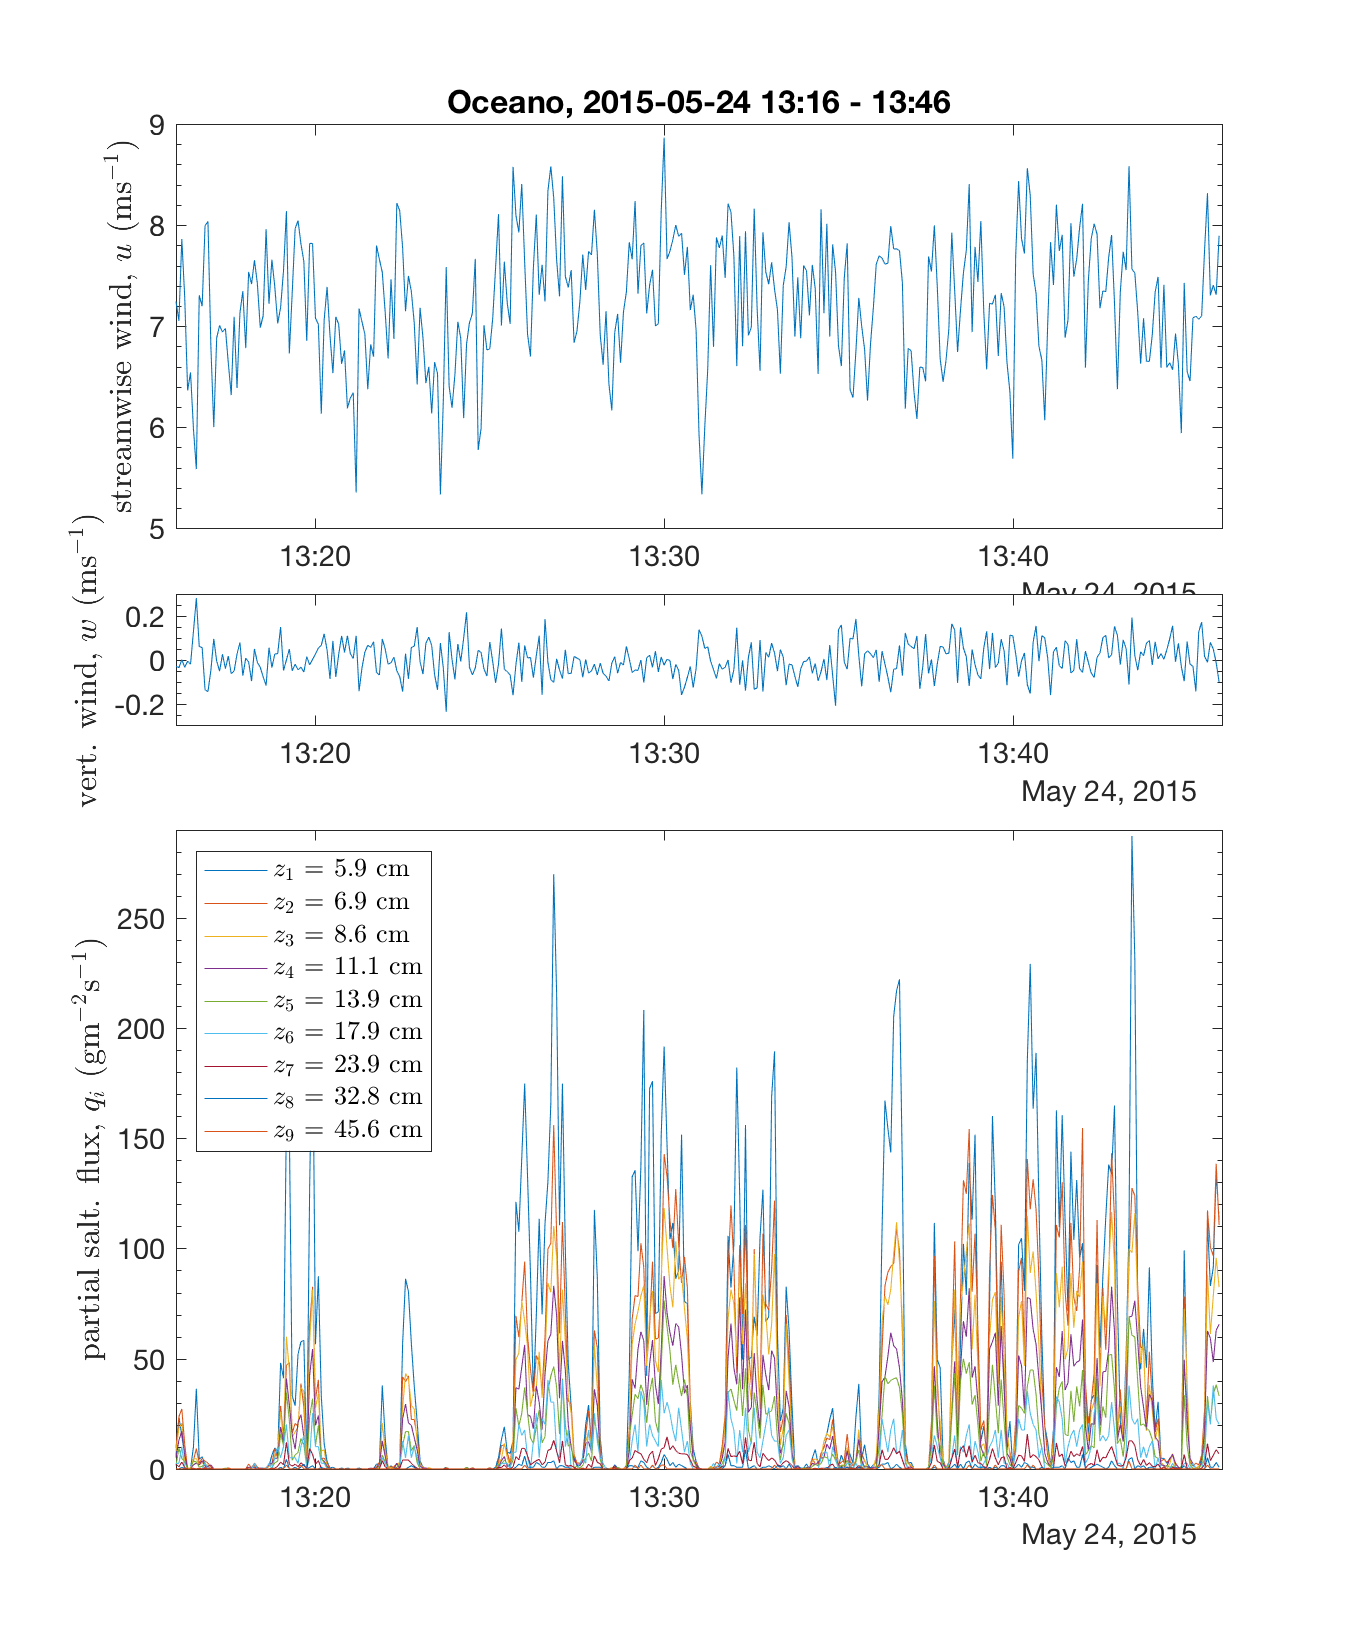 Oceano, 2015-05-24 13:16 - 13:46
streamwise wind, u (ms⁻¹)
9
8
7
6
5
13:20 13:30 13:40
May 24, 2015
vert. wind, w (ms⁻¹)
0.2
0
-0.2
13:20 13:30 13:40
May 24, 2015
partial salt. flux, qᵢ (gm⁻²s⁻¹)
250
200
150
100
50
0
z₁ = 5.9 cm
z₂ = 6.9 cm
z₃ = 8.6 cm
z₄ = 11.1 cm
z₅ = 13.9 cm
z₆ = 17.9 cm
z₇ = 23.9 cm
z₈ = 32.8 cm
z₉ = 45.6 cm
13:20 13:30 13:40
May 24, 2015